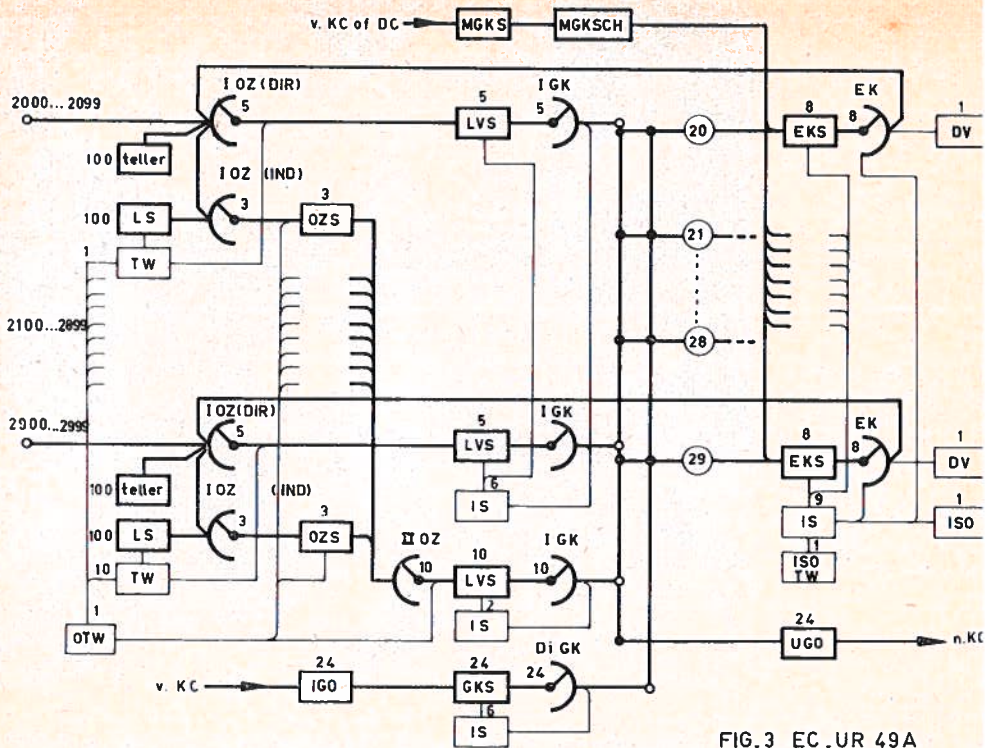 v. KC of DC
MGKS
MGKSCH
I OZ (DIR)
I GK
EK
2000...2099
5
5
LVS
5
20
8
EKS
8
1
DV
100 teller
I OZ (IND)
100
LS
3
3
OZS
1
TW
21
2100...2899
28
I OZ(DIR)
I GK
EK
2900...2999
5
5
LVS
5
29
8
EKS
8
1
DV
100 teller
I OZ (IND)
6
IS
9
IS
1
ISO
100
LS
3
3
OZS
II OZ
I GK
1
ISO
TW
10
TW
10
10
LVS
10
2
IS
1
OTW
24
UGO
Di GK
v. KC
24
IGO
24
GKS
24
6
IS
FIG.3 EC.UR 49A